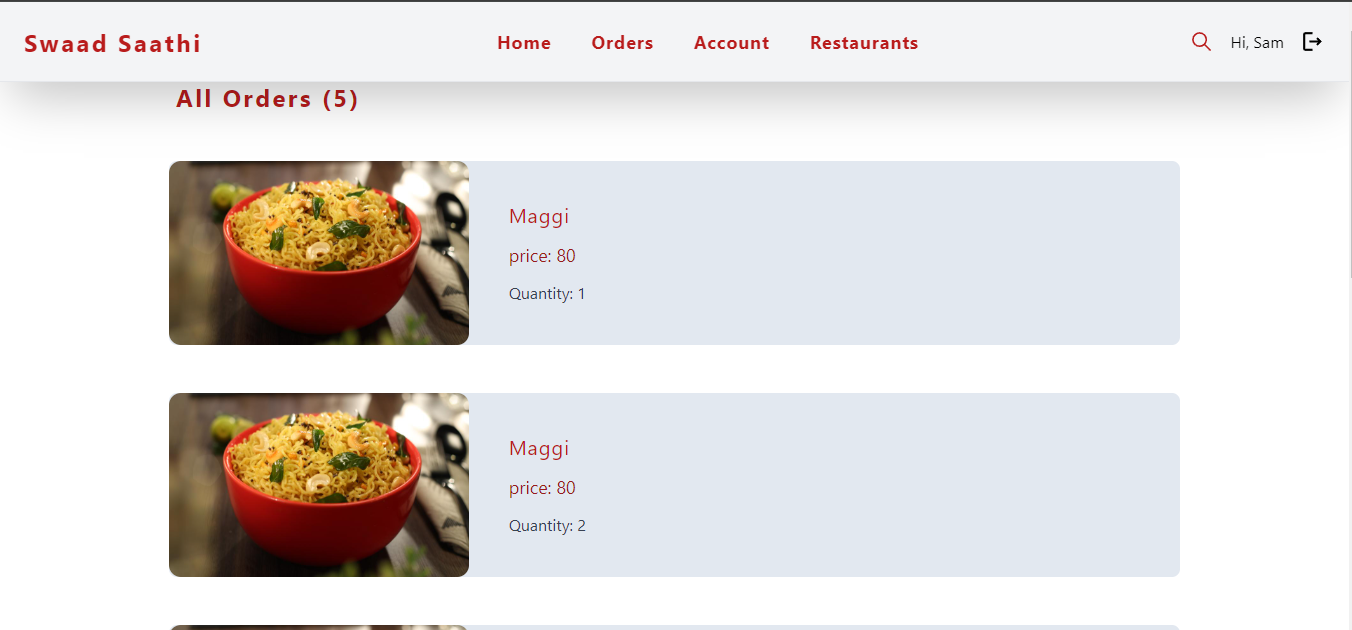 Swaad Saathi
Home Orders Account Restaurants
Hi, Sam
All Orders (5)
Maggi
price: 80
Quantity: 1
Maggi
price: 80
Quantity: 2